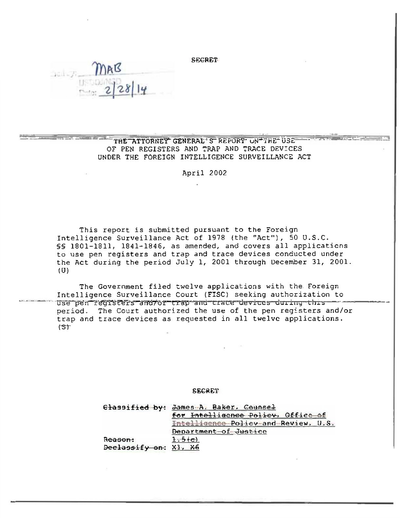 SECRET
MAB
2/28/14
THE ATTORNEY GENERAL'S REPORT ON THE USE
OF PEN REGISTERS AND TRAP AND TRACE DEVICES
UNDER THE FOREIGN INTELLIGENCE SURVEILLANCE ACT
April 2002
This report is submitted pursuant to the Foreign
Intelligence Surveillance Act of 1978 (the "Act"), 50 U.S.C.
§§ 1801-1811, 1841-1846, as amended, and covers all applications
to use pen registers and trap and trace devices conducted under
the Act during the period July 1, 2001 through December 31, 2001.
(U)
The Government filed twelve applications with the Foreign
Intelligence Surveillance Court (FISC) seeking authorization to
use pen registers and/or trap and trace devices during this
period. The Court authorized the use of the pen registers and/or
trap and trace devices as requested in all twelve applications.
(S)
SECRET
Classified by: James A. Baker, Counsel
for Intelligence Policy, Office of
Intelligence Policy and Review, U.S.
Department of Justice
Reason: 1.5(c)
Declassify on: X1, X6